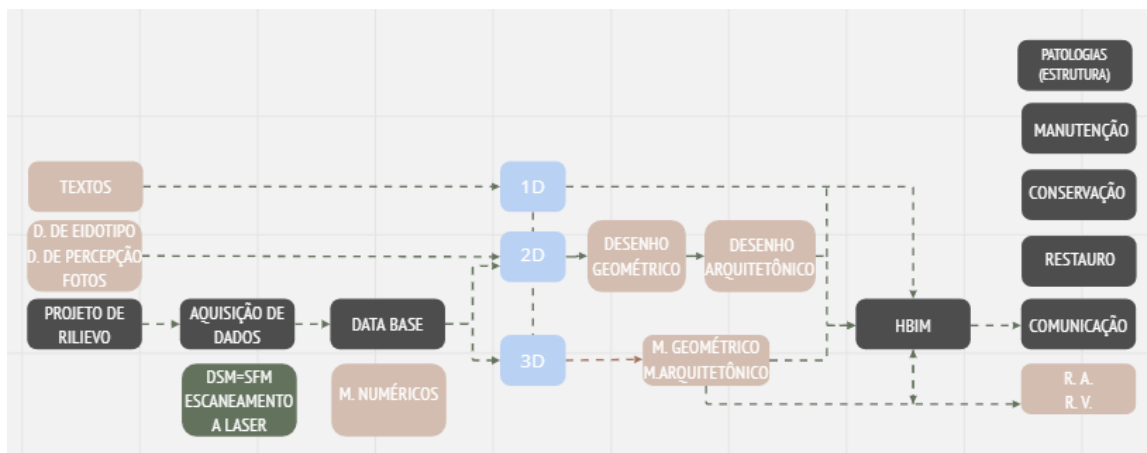 PATOLOGIAS
(ESTRUTURA)
MANUTENÇÃO
TEXTOS
1D
CONSERVAÇÃO
D. DE EIDOTIPO
D. DE PERCEPÇÃO
FOTOS
2D
DESENHO
GEOMÉTRICO
DESENHO
ARQUITETÔNICO
RESTAURO
PROJETO DE
RILIEVO
AQUISIÇÃO DE
DADOS
DATA BASE
3D
M. GEOMÉTRICO
M.ARQUITETÔNICO
HBIM
COMUNICAÇÃO
DSM=SFM
ESCANEAMENTO
A LASER
M. NUMÉRICOS
R. A.
R. V.